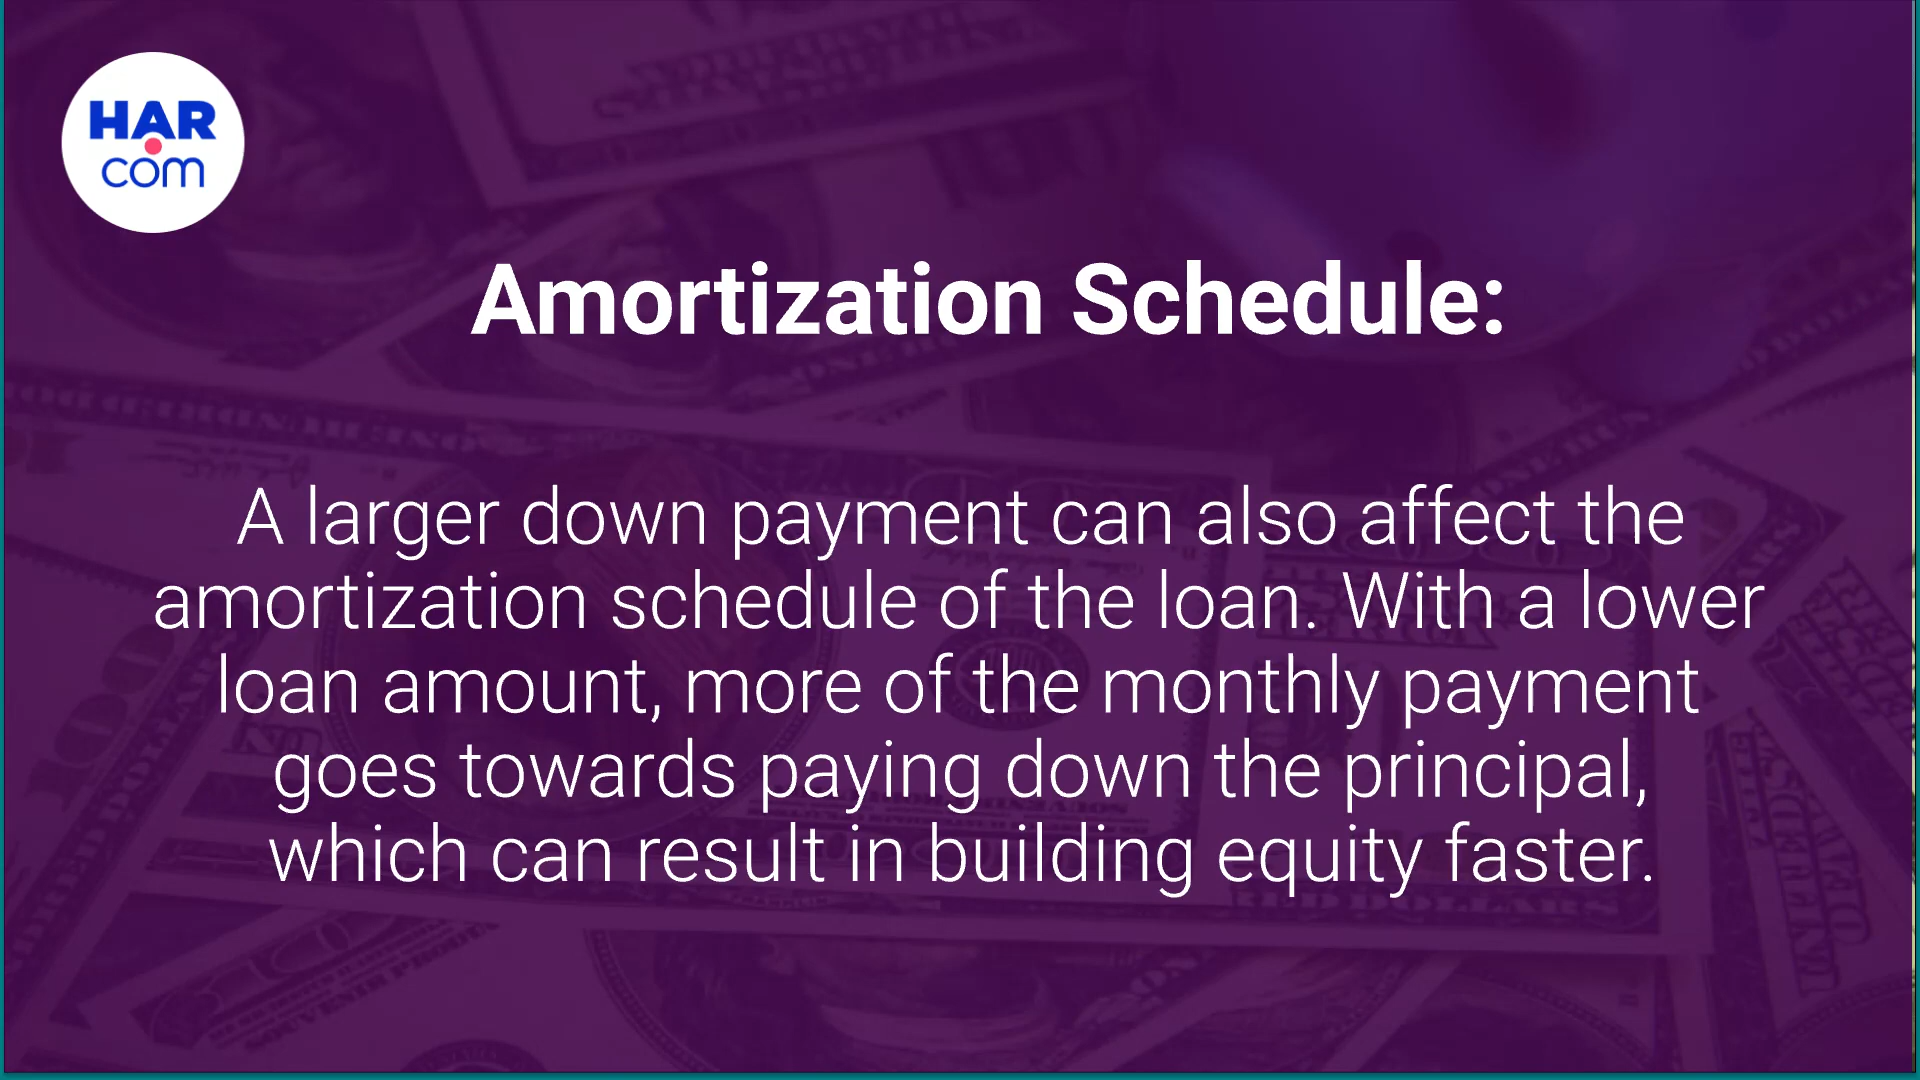 HAR
com
Amortization Schedule:
A larger down payment can also affect the
amortization schedule of the loan. With a lower
loan amount, more of the monthly payment
goes towards paying down the principal,
which can result in building equity faster.